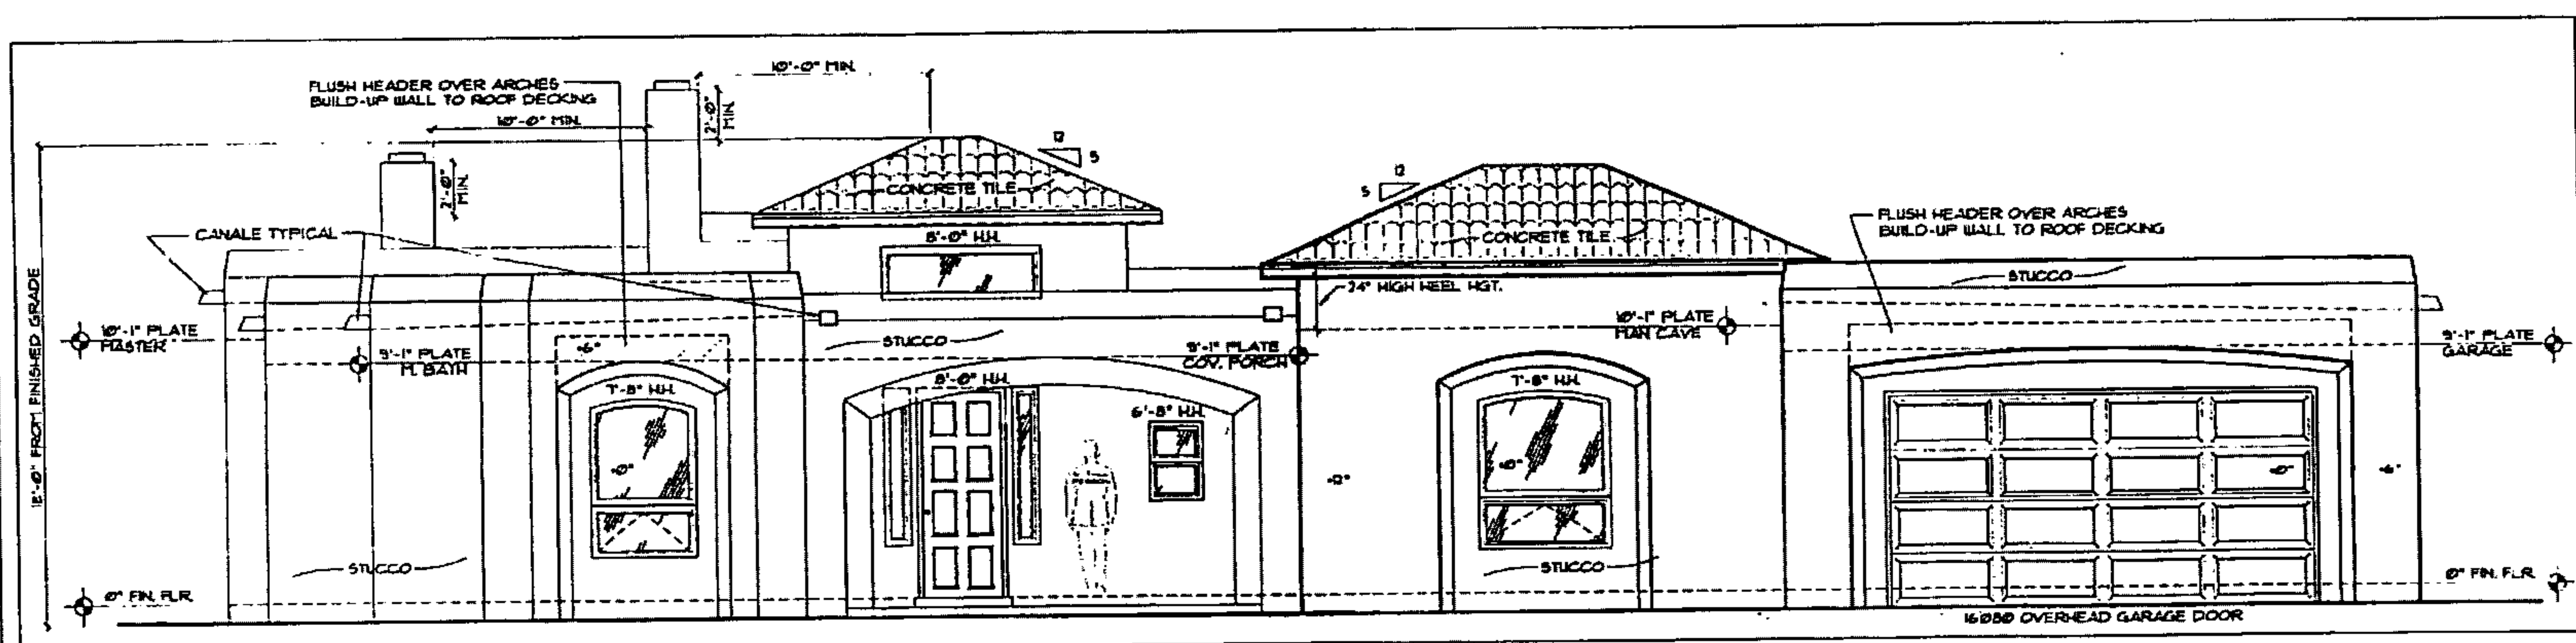 10'-0" MIN.
FLUSH HEADER OVER ARCHES
BUILD-UP WALL TO ROOF DECKING
2'-0"
MIN.
10'-0" MIN.
12
5
2'-0"
MIN.
CONCRETE TILE
12
5
CANALE TYPICAL
8'-0" H.H.
CONCRETE TILE
FLUSH HEADER OVER ARCHES
BUILD-UP WALL TO ROOF DECKING
STUCCO
24" HIGH HEEL HGT.
18'-0" FROM FINISHED GRADE
10'-1" PLATE
MASTER
9'-1" PLATE
M. BATH
+6"
STUCCO
9'-1" PLATE
COV. PORCH
10'-1" PLATE
MAN CAVE
9'-1" PLATE
GARAGE
7'-8" H.H.
8'-0" H.H.
6'-8" H.H.
7'-8" H.H.
+0"
+0"
+0"
+6"
STUCCO
STUCCO
0" FIN. FLR.
0" FIN. FLR.
16080 OVERHEAD GARAGE DOOR